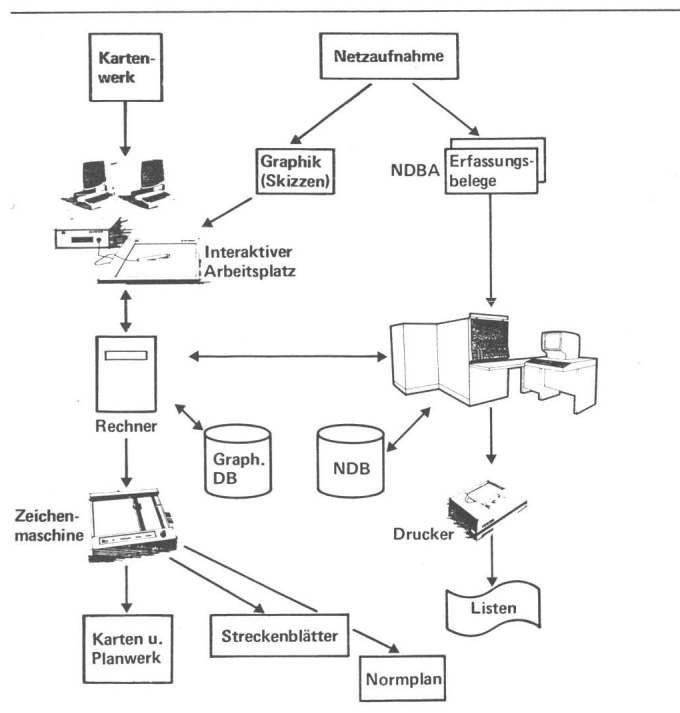 Karten-
werk
Netzaufnahme
Graphik
(Skizzen)
NDBA
Erfassungs-
belege
Interaktiver
Arbeitsplatz
Rechner
Graph.
DB
NDB
Zeichen-
maschine
Drucker
Karten u.
Planwerk
Streckenblätter
Normplan
Listen